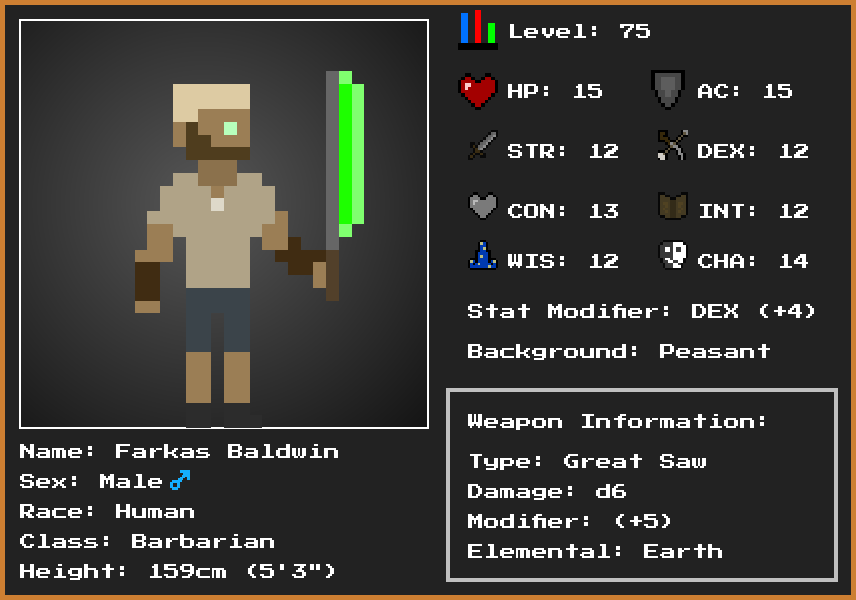 Level: 75
HP: 15 AC: 15
STR: 12 DEX: 12
CON: 13 INT: 12
WIS: 12 CHA: 14
Stat Modifier: DEX (+4)
Background: Peasant
Weapon Information:
Type: Great Saw
Damage: d6
Modifier: (+5)
Elemental: Earth
Name: Farkas Baldwin
Sex: Male♂
Race: Human
Class: Barbarian
Height: 159cm (5'3")